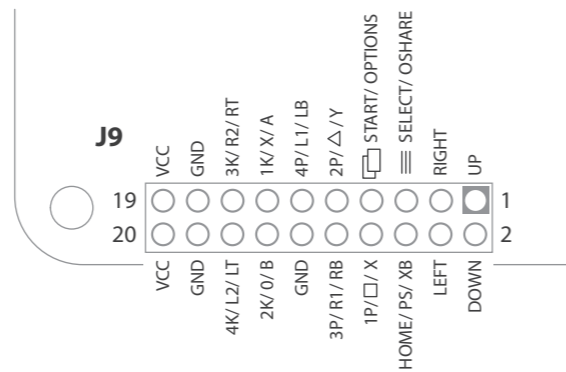 J9
VCC
GND
3K/ R2/ RT
1K/ X/ A
4P/ L1/ LB
2P/ △/ Y
START/ OPTIONS
SELECT/ OSHARE
RIGHT
UP
19
1
20
2
VCC
GND
4K/ L2/ LT
2K/ 0/ B
GND
3P/ R1/ RB
1P/ □/ X
HOME/ PS/ XB
LEFT
DOWN